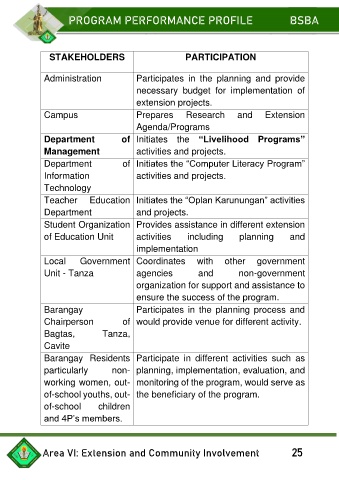 PROGRAM PERFORMANCE PROFILE BSBA
STAKEHOLDERS PARTICIPATION
Administration
Participates in the planning and provide
necessary budget for implementation of
extension projects.
Campus
Prepares Research and Extension
Agenda/Programs
Department of
Management
Initiates the “Livelihood Programs”
activities and projects.
Department of
Information
Technology
Initiates the “Computer Literacy Program”
activities and projects.
Teacher Education
Department
Initiates the “Oplan Karunungan” activities
and projects.
Student Organization
of Education Unit
Provides assistance in different extension
activities including planning and
implementation
Local Government
Unit - Tanza
Coordinates with other government
agencies and non-government
organization for support and assistance to
ensure the success of the program.
Barangay
Chairperson of
Bagtas, Tanza,
Cavite
Participates in the planning process and
would provide venue for different activity.
Barangay Residents
particularly non-
working women, out-
of-school youths, out-
of-school children
and 4P’s members.
Participate in different activities such as
planning, implementation, evaluation, and
monitoring of the program, would serve as
the beneficiary of the program.
Area VI: Extension and Community Involvement 25